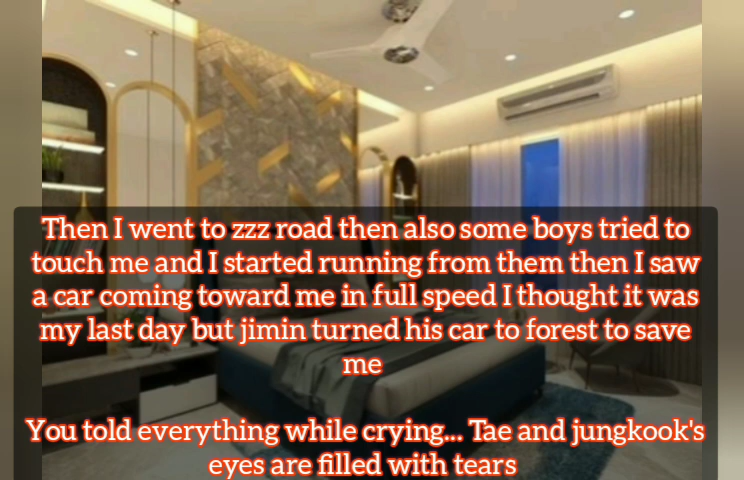 Then I went to zzz road then also some boys tried to
touch me and I started running from them then I saw
a car coming toward me in full speed I thought it was
my last day but jimin turned his car to forest to save
me
You told everything while crying... Tae and jungkook's
eyes are filled with tears